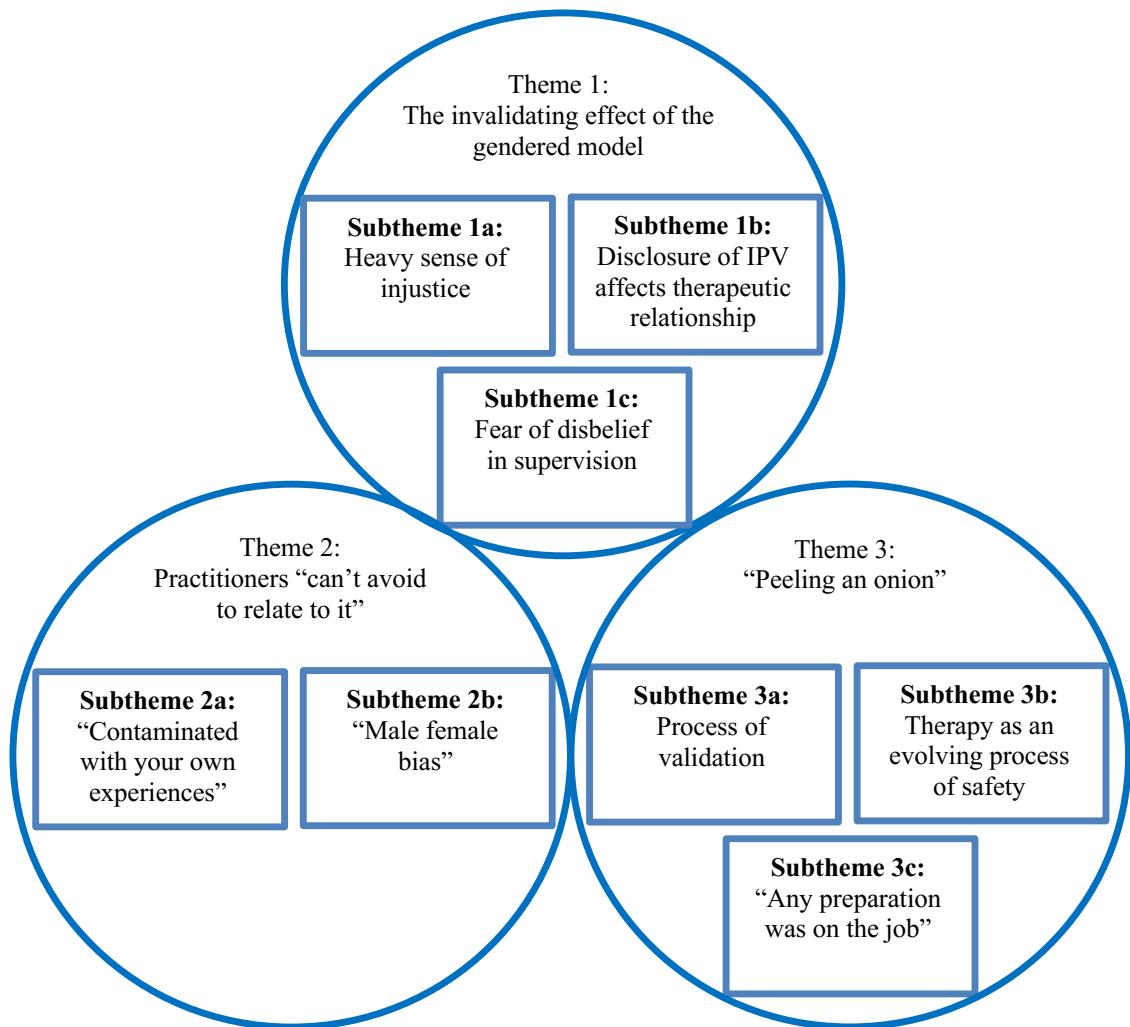 Theme 1:
The invalidating effect of the
gendered model
Subtheme 1a:
Heavy sense of
injustice
Subtheme 1b:
Disclosure of IPV
affects therapeutic
relationship
Subtheme 1c:
Fear of disbelief
in supervision
Theme 2:
Practitioners “can’t avoid
to relate to it”
Subtheme 2a:
“Contaminated
with your own
experiences”
Subtheme 2b:
“Male female
bias”
Theme 3:
“Peeling an onion”
Subtheme 3a:
Process of
validation
Subtheme 3b:
Therapy as an
evolving process
of safety
Subtheme 3c:
“Any preparation
was on the job”